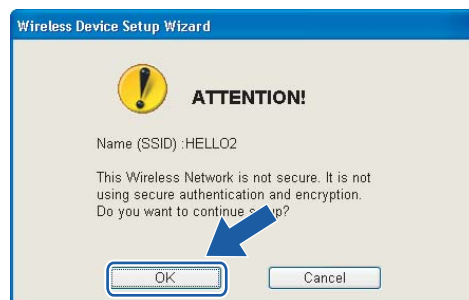 Wireless Device Setup Wizard
ATTENTION!
Name (SSID) :HELLO2
This Wireless Network is not secure. It is not
using secure authentication and encryption.
Do you want to continue setup?
OK
Cancel